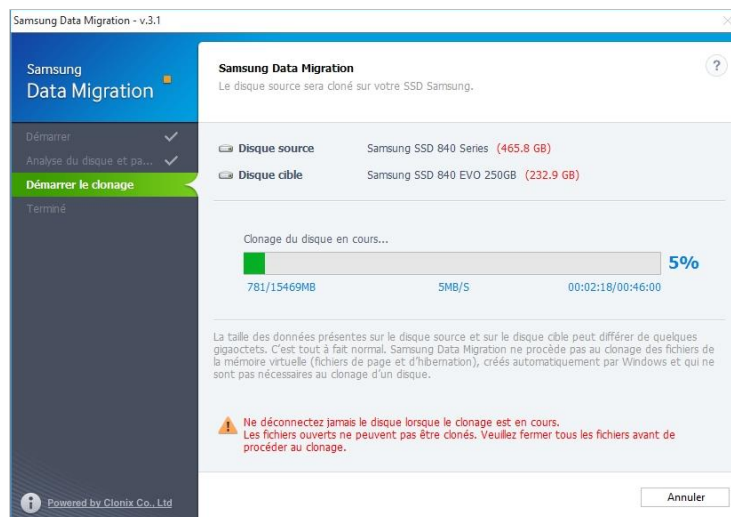 Samsung Data Migration - v.3.1
Samsung
Data Migration
Démarrer
Analyse du disque et pa...
Démarrer le clonage
Terminé
Samsung Data Migration
Le disque source sera cloné sur votre SSD Samsung.
?
Disque source Samsung SSD 840 Series (465.8 GB)
Disque cible Samsung SSD 840 EVO 250GB (232.9 GB)
Clonage du disque en cours...
5%
781/15469MB 5MB/S 00:02:18/00:46:00
La taille des données présentes sur le disque source et sur le disque cible peut différer de quelques
gigaoctets. C'est tout à fait normal. Samsung Data Migration ne procède pas au clonage des fichiers de
la mémoire virtuelle (fichiers de page et d'hibernation), créés automatiquement par Windows et qui ne
sont pas nécessaires au clonage d'un disque.
Ne déconnectez jamais le disque lorsque le clonage est en cours.
Les fichiers ouverts ne peuvent pas être clonés. Veuillez fermer tous les fichiers avant de
procéder au clonage.
Powered by Clonix Co., Ltd
Annuler